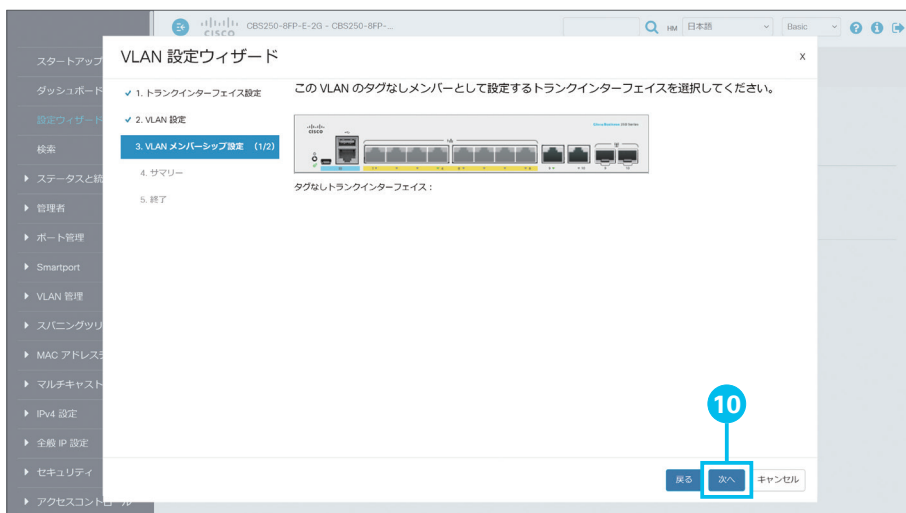 CISCO
CBS250-8FP-E-2G - CBS250-8FP-...
HM
日本語
Basic
スタートアップ
ダッシュボード
設定ウィザード
検索
ステータスと統
管理者
ポート管理
Smartport
VLAN 管理
スパニングツリ
MAC アドレステ
マルチキャスト
IPv4 設定
全般 IP 設定
セキュリティ
アクセスコントロール
VLAN 設定ウィザード
X
1. トランクインターフェイス設定
2. VLAN 設定
3. VLAN メンバーシップ設定 (1/2)
4. サマリー
5. 終了
この VLAN のタグなしメンバーとして設定するトランクインターフェイスを選択してください。
CISCO
タグなしトランクインターフェイス：
10
戻る
次へ
キャンセル